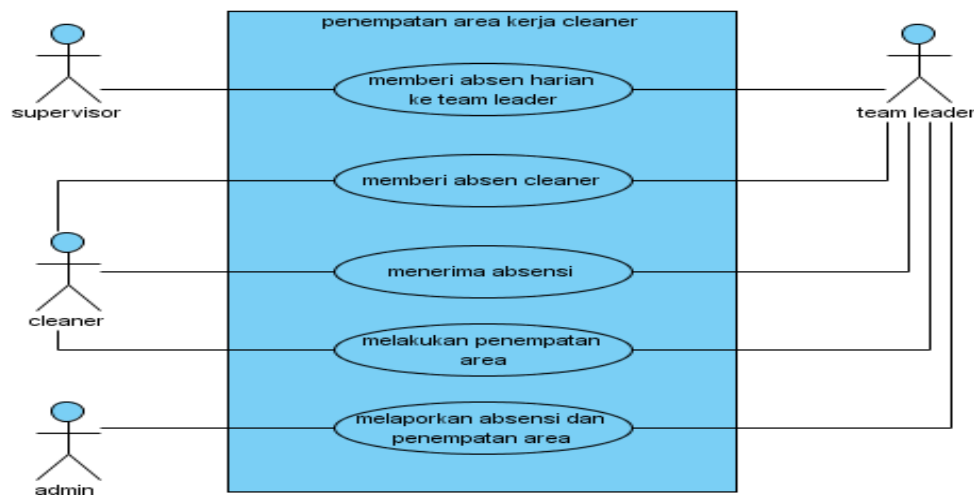 penempatan area kerja cleaner
supervisor
memberi absen harian
ke team leader
team leader
memberi absen cleaner
cleaner
menerima absensi
melakukan penempatan
area
admin
melaporkan absensi dan
penempatan area